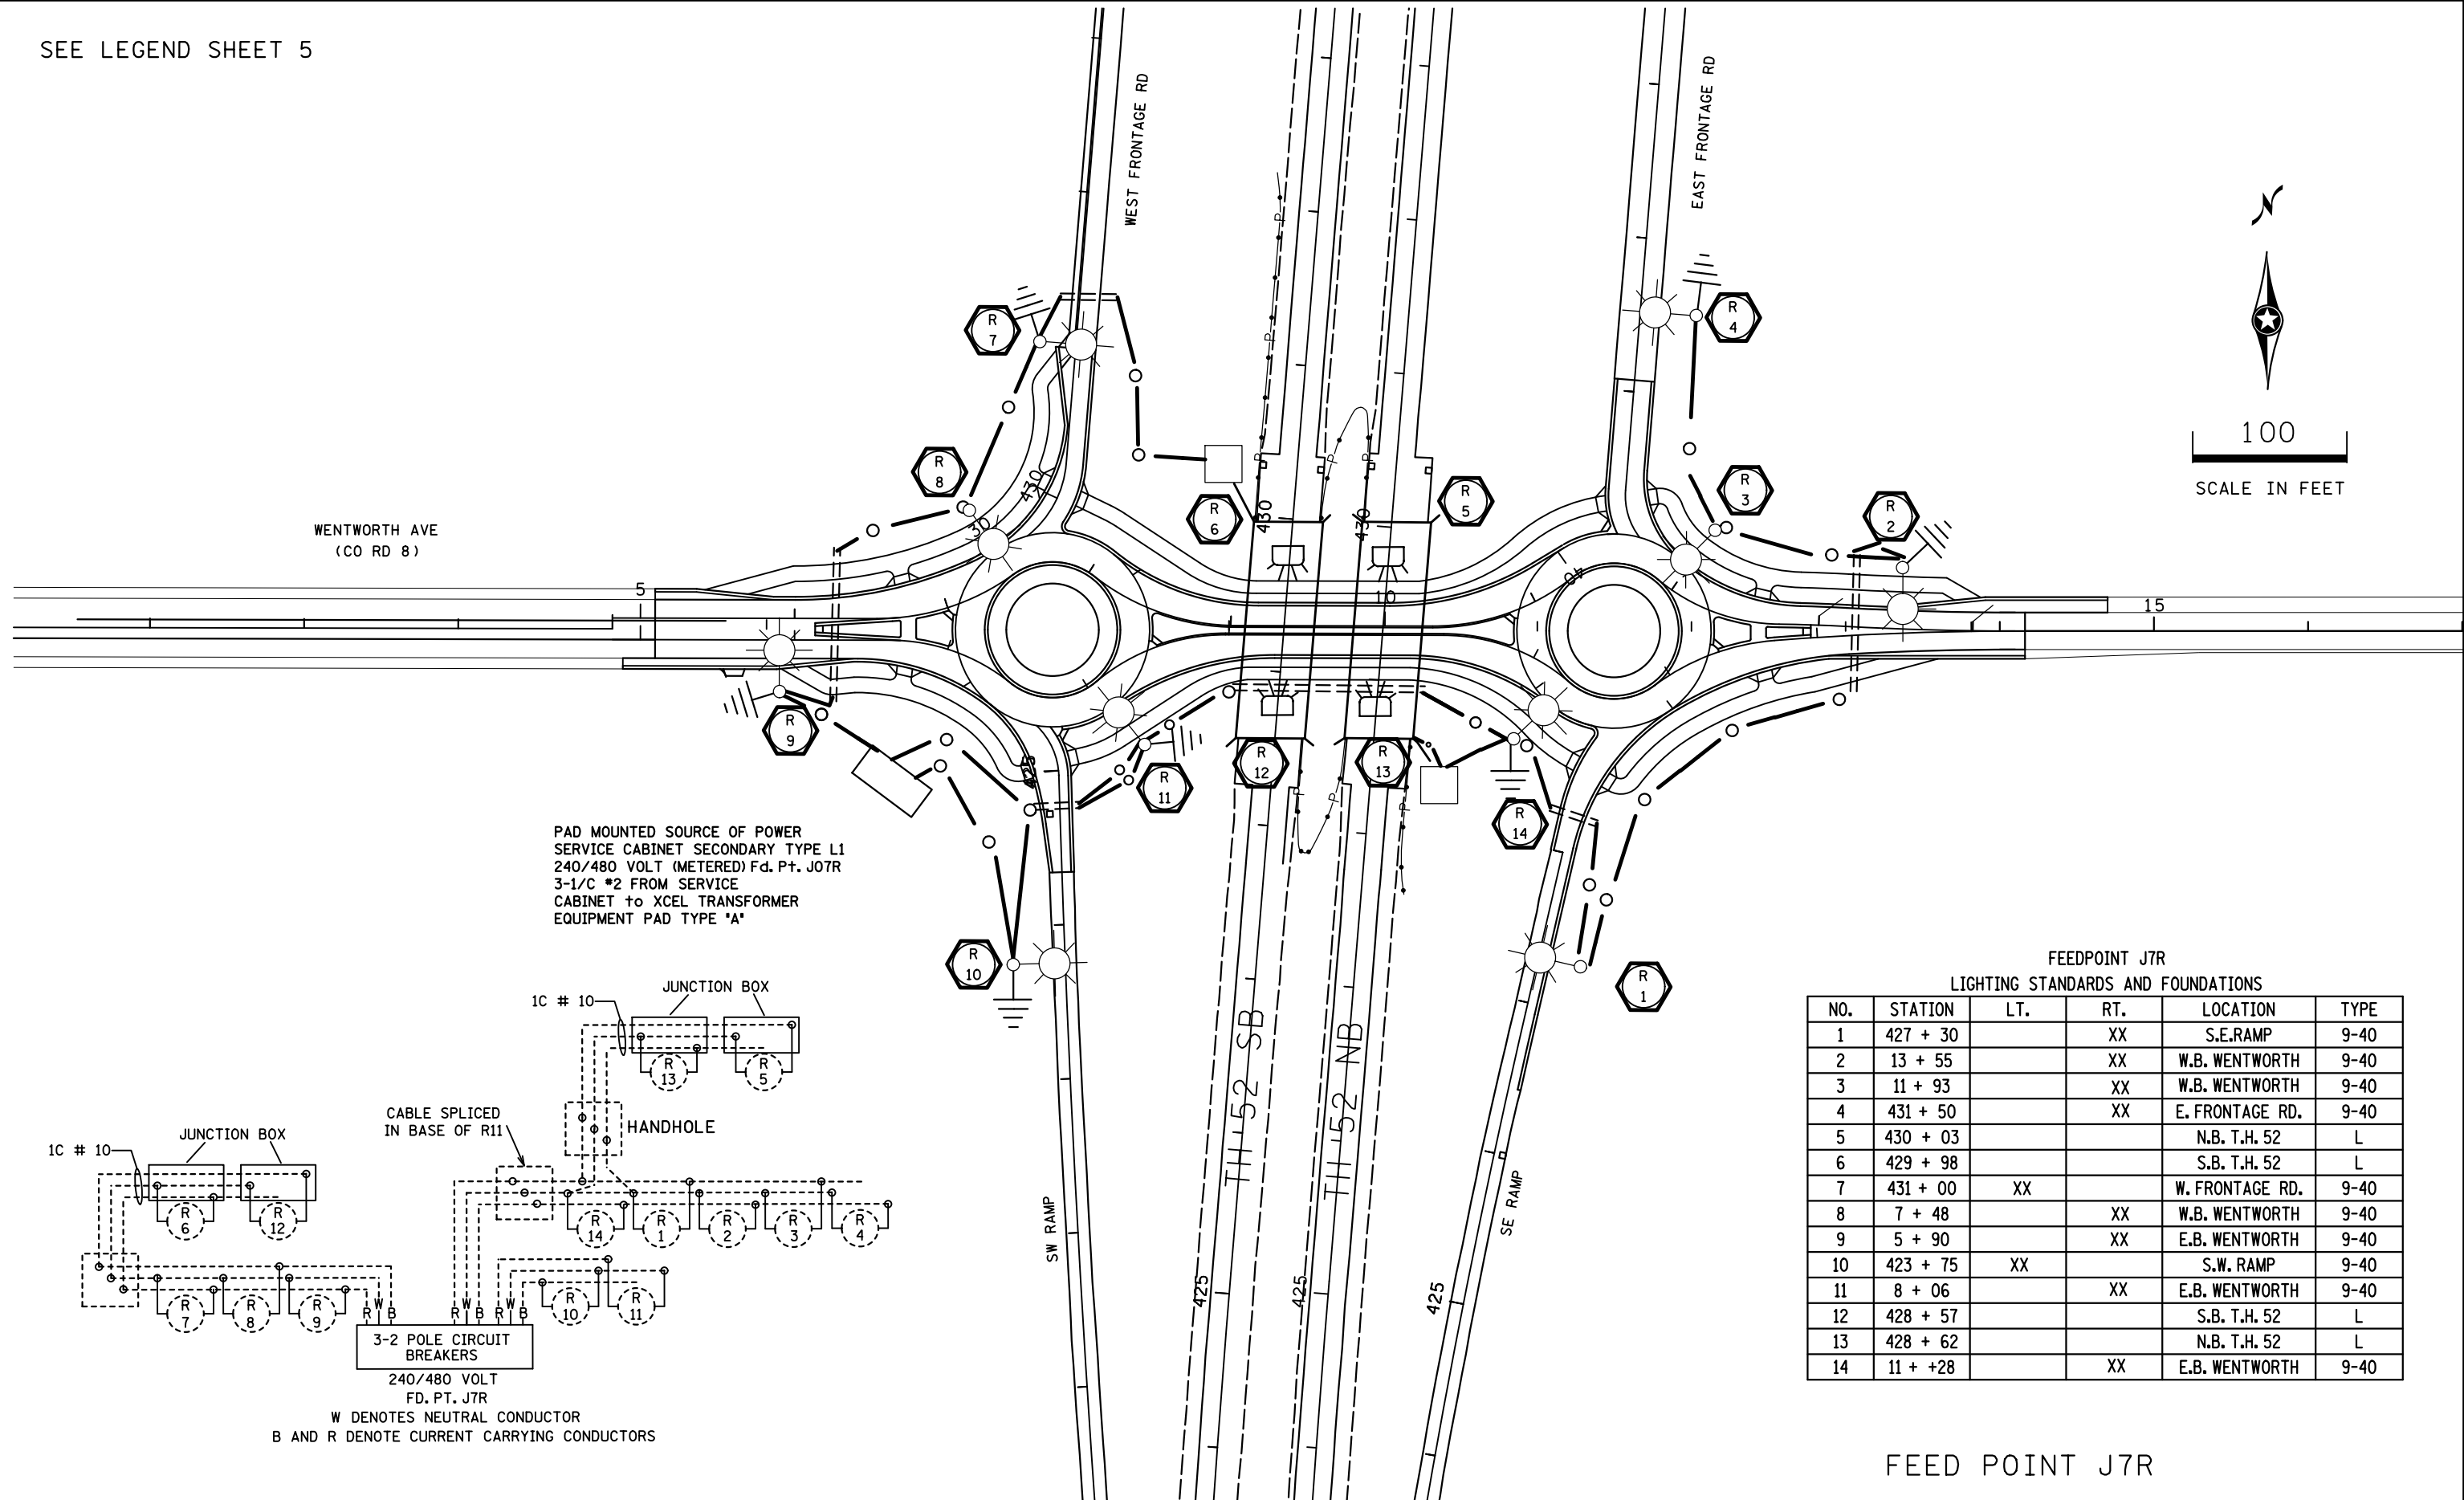 SEE LEGEND SHEET 5
WEST FRONTAGE RD
EAST FRONTAGE RD
N
100
SCALE IN FEET
WENTWORTH AVE
(CO RD 8)
R 7
R 4
R 8
R 3
R 6
R 5
R 2
430
30
430
430
P
P
P
P
P
5
10
40
15
R 9
R 11
R 12
R 13
R 14
425
P
P
P
PAD MOUNTED SOURCE OF POWER
SERVICE CABINET SECONDARY TYPE L1
240/480 VOLT (METERED) Fd. Pt. J07R
3-1/C #2 FROM SERVICE
CABINET to XCEL TRANSFORMER
EQUIPMENT PAD TYPE "A"
R 10
R 1
TH 52 SB
TH 52 NB
SW RAMP
SE RAMP
425
425
425
1C # 10
JUNCTION BOX
R 13
R 5
HANDHOLE
CABLE SPLICED
IN BASE OF R11
1C # 10
JUNCTION BOX
R 6
R 12
R 14
R 1
R 2
R 3
R 4
R 7
R 8
R 9
R 10
R 11
R W B
R W B R W B
3-2 POLE CIRCUIT
BREAKERS
240/480 VOLT
FD. PT. J7R
W DENOTES NEUTRAL CONDUCTOR
B AND R DENOTE CURRENT CARRYING CONDUCTORS
FEEDPOINT J7R
LIGHTING STANDARDS AND FOUNDATIONS
NO. STATION LT. RT. LOCATION TYPE
1 427 + 30 XX S.E.RAMP 9-40
2 13 + 55 XX W.B. WENTWORTH 9-40
3 11 + 93 XX W.B. WENTWORTH 9-40
4 431 + 50 XX E. FRONTAGE RD. 9-40
5 430 + 03 N.B. T.H. 52 L
6 429 + 98 S.B. T.H. 52 L
7 431 + 00 XX W. FRONTAGE RD. 9-40
8 7 + 48 XX W.B. WENTWORTH 9-40
9 5 + 90 XX E.B. WENTWORTH 9-40
10 423 + 75 XX S.W. RAMP 9-40
11 8 + 06 XX E.B. WENTWORTH 9-40
12 428 + 57 S.B. T.H. 52 L
13 428 + 62 N.B. T.H. 52 L
14 11 + +28 XX E.B. WENTWORTH 9-40
FEED POINT J7R